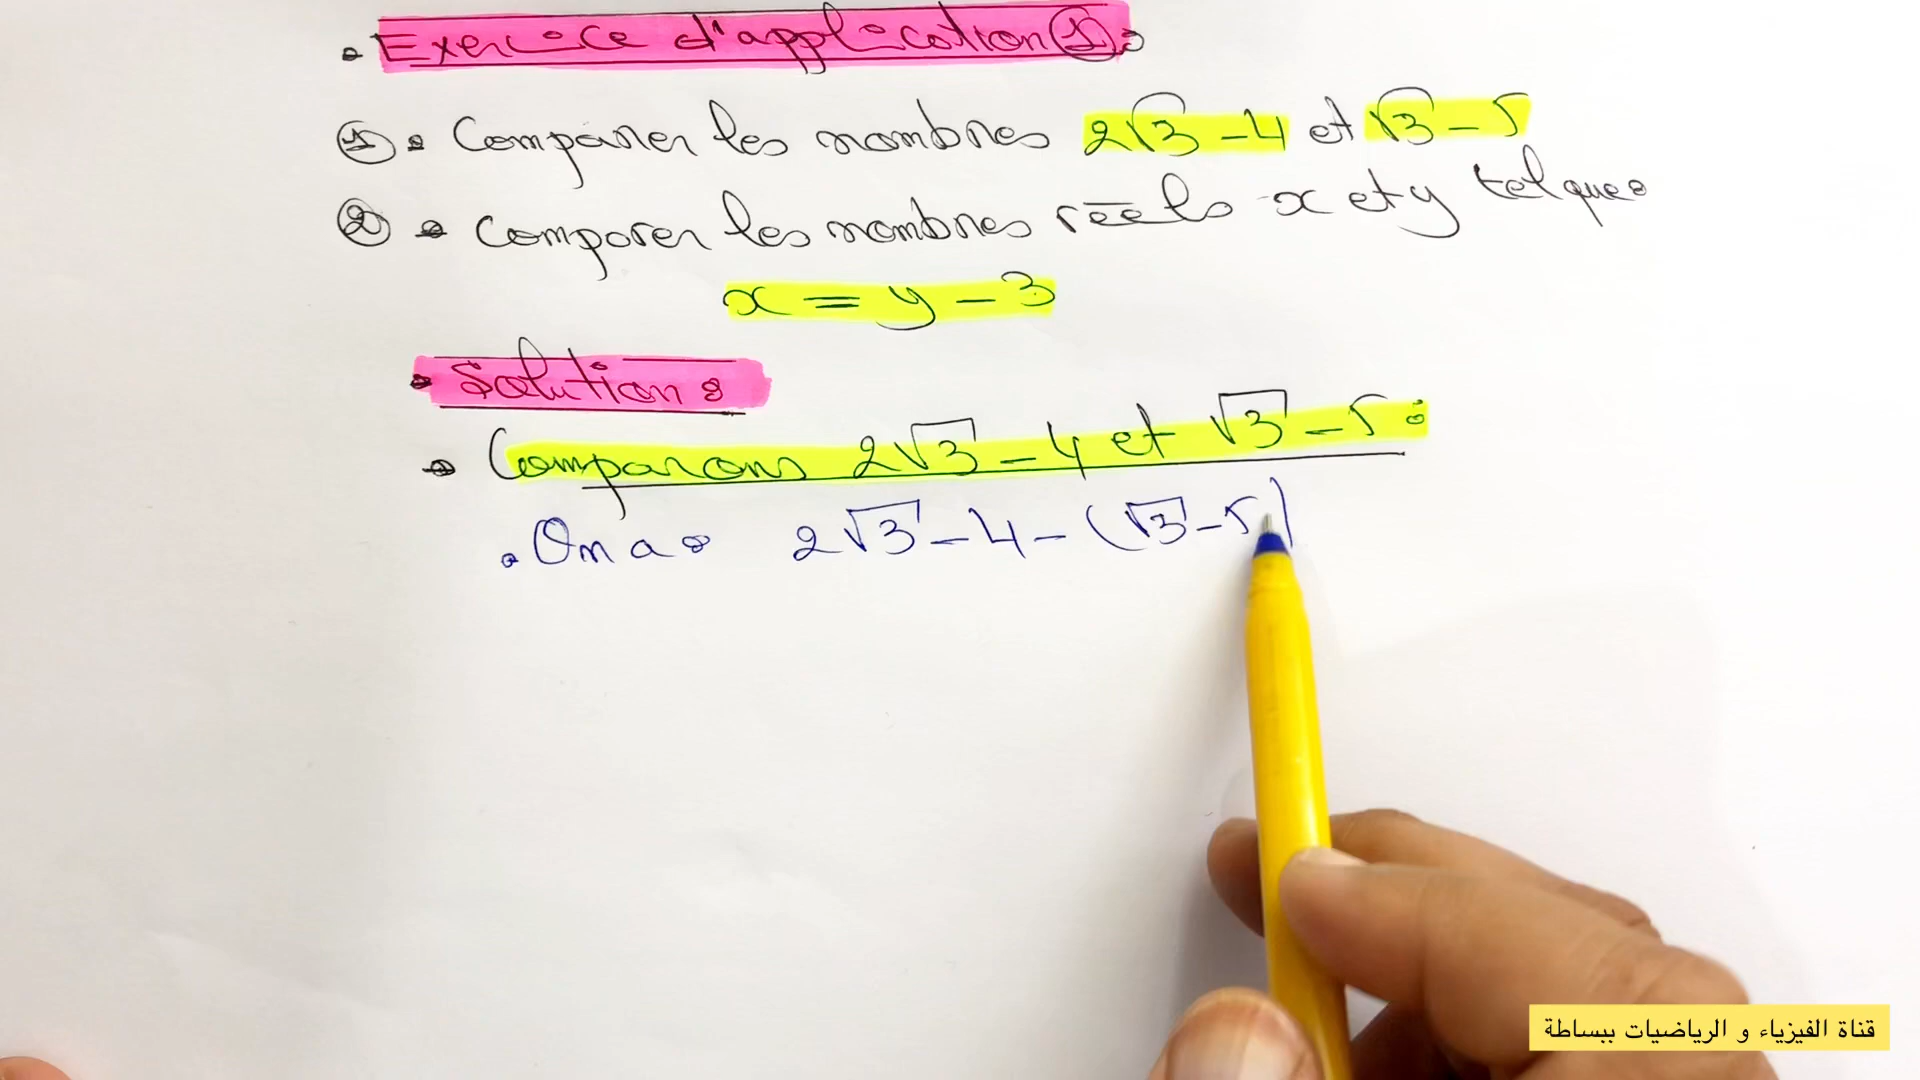 • Exercice d'application ① :
① • Comparer les nombres 2√3 - 4 et √3 - 5
② • Comparer les nombres réels x et y tel que :
x = y - 3
• Solution :
• Comparons 2√3 - 4 et √3 - 5 :
• On a : 2√3 - 4 - (√3 - 5)
قناة الفيزياء و الرياضيات ببساطة